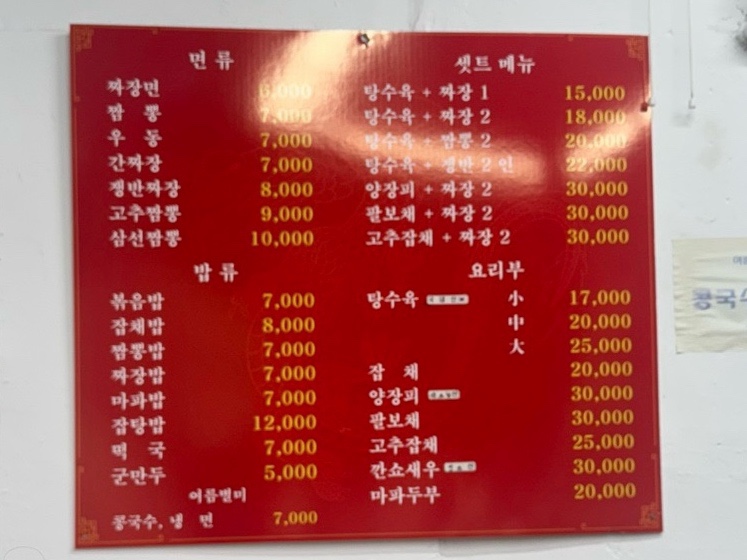 면 류
짜장면 6,000
짬 뽕 7,000
우 동 7,000
간짜장 7,000
쟁반짜장 8,000
고추짬뽕 9,000
삼선짬뽕 10,000
밥 류
볶음밥 7,000
잡채밥 8,000
짬뽕밥 7,000
짜장밥 7,000
마파밥 7,000
잡탕밥 12,000
떡 국 7,000
군만두 5,000
여름별미
콩국수, 냉 면 7,000
셋트 메뉴
탕수육 + 짜장 1 15,000
탕수육 + 짜장 2 18,000
탕수육 + 짬뽕 2 20,000
탕수육 + 쟁반 2 인 22,000
양장피 + 짜장 2 30,000
팔보채 + 짜장 2 30,000
고추잡채 + 짜장 2 30,000
요리부
탕수육 小 17,000
中 20,000
大 25,000
잡 채 20,000
양장피 30,000
팔보채 30,000
고추잡채 25,000
깐쇼새우 30,000
마파두부 20,000